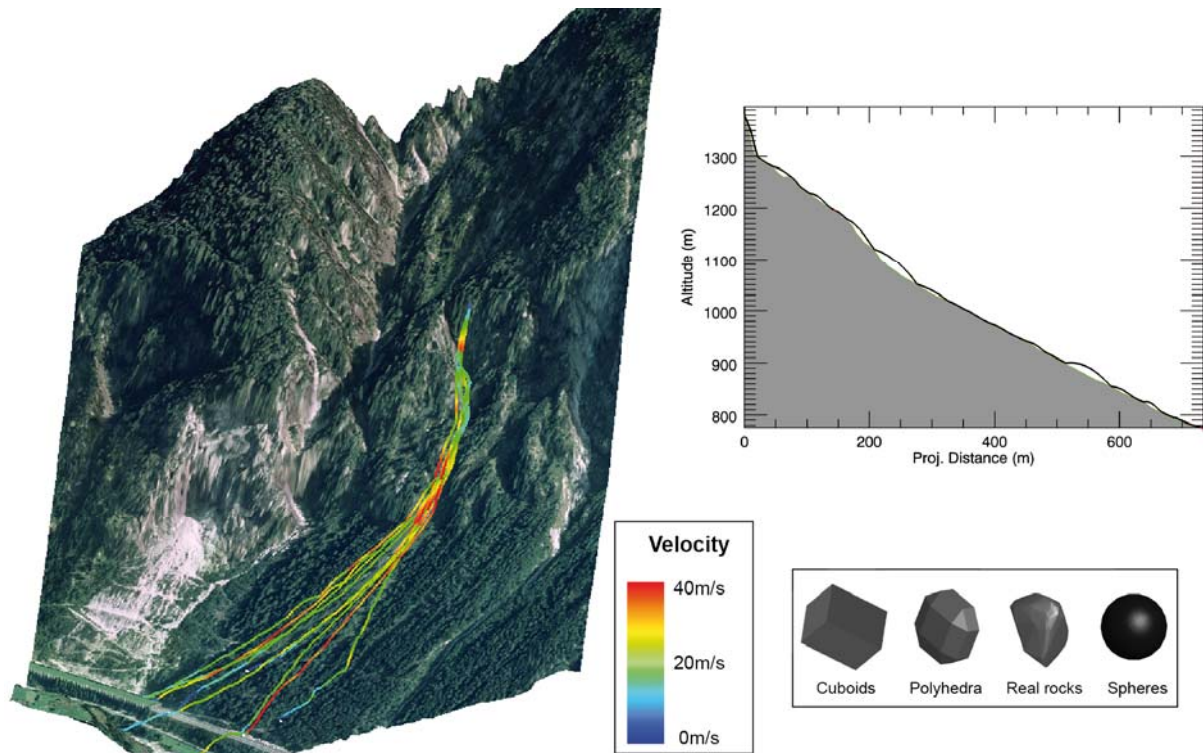 1300
1200
1100
1000
900
800
Altitude (m)
0
200
400
600
Proj. Distance (m)
Velocity
40m/s
20m/s
0m/s
Cuboids
Polyhedra
Real rocks
Spheres